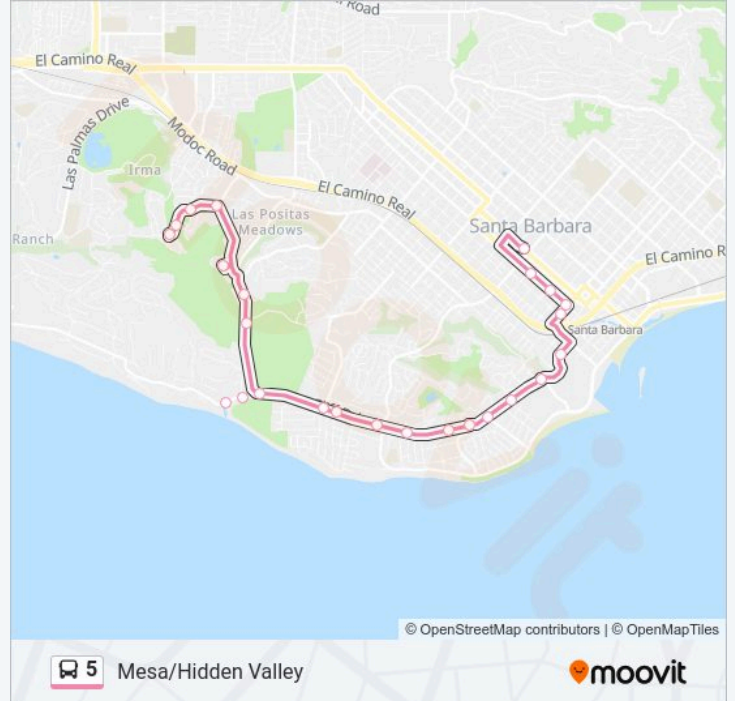 Road
El Camino Real
Las Palmas Drive
Modoc Road
Irma
El Camino Real
Las Positas
Meadows
Santa Barbara
Ranch
El Camino R
Santa Barbara
© OpenStreetMap contributors | © OpenMapTiles
5 Mesa/Hidden Valley
moovit